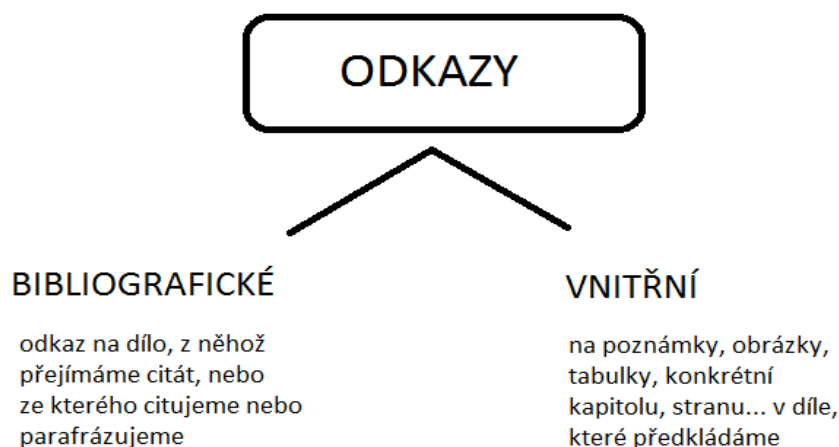 ODKAZY
BIBLIOGRAFICKÉ
odkaz na dílo, z něhož
přejímáme citát, nebo
ze kterého citujeme nebo
parafrázujeme
VNITŘNÍ
na poznámky, obrázky,
tabulky, konkrétní
kapitolu, stranu... v díle,
které předkládáme